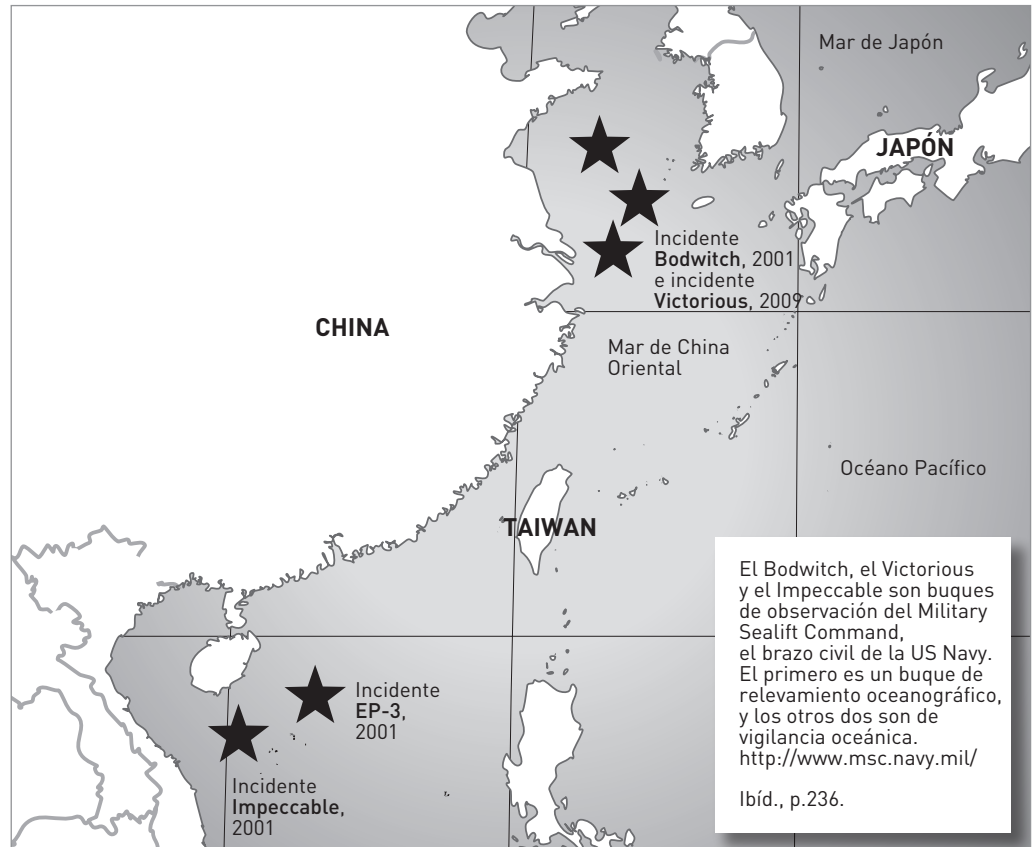 Mar de Japón
JAPÓN
Incidente
Bodwitch, 2001
e incidente
Victorious, 2009
CHINA
Mar de China
Oriental
Océano Pacífico
TAIWAN
El Bodwitch, el Victorious
y el Impeccable son buques
de observación del Military
Sealift Command,
el brazo civil de la US Navy.
El primero es un buque de
relevamiento oceanográfico,
y los otros dos son de
vigilancia oceánica.
http://www.msc.navy.mil/
Ibíd., p.236.
Incidente
EP-3,
2001
Incidente
Impeccable,
2001